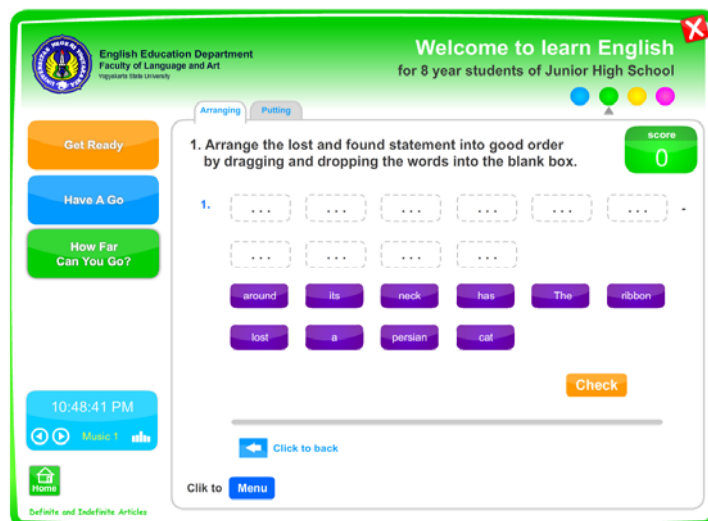 English Education Department
Faculty of Language and Art
Yogyakarta State University
Welcome to learn English
for 8 year students of Junior High School
Arranging Putting
Get Ready
Have A Go
How Far
Can You Go?
1. Arrange the lost and found statement into good order
by dragging and dropping the words into the blank box.
score
0
1. ... ... ... ... ... ... -
... ... ... ...
around its neck has The ribbon
lost a persian cat
Check
10:48:41 PM
Music 1
Click to back
Home
Clik to Menu
Definite and Indefinite Articles